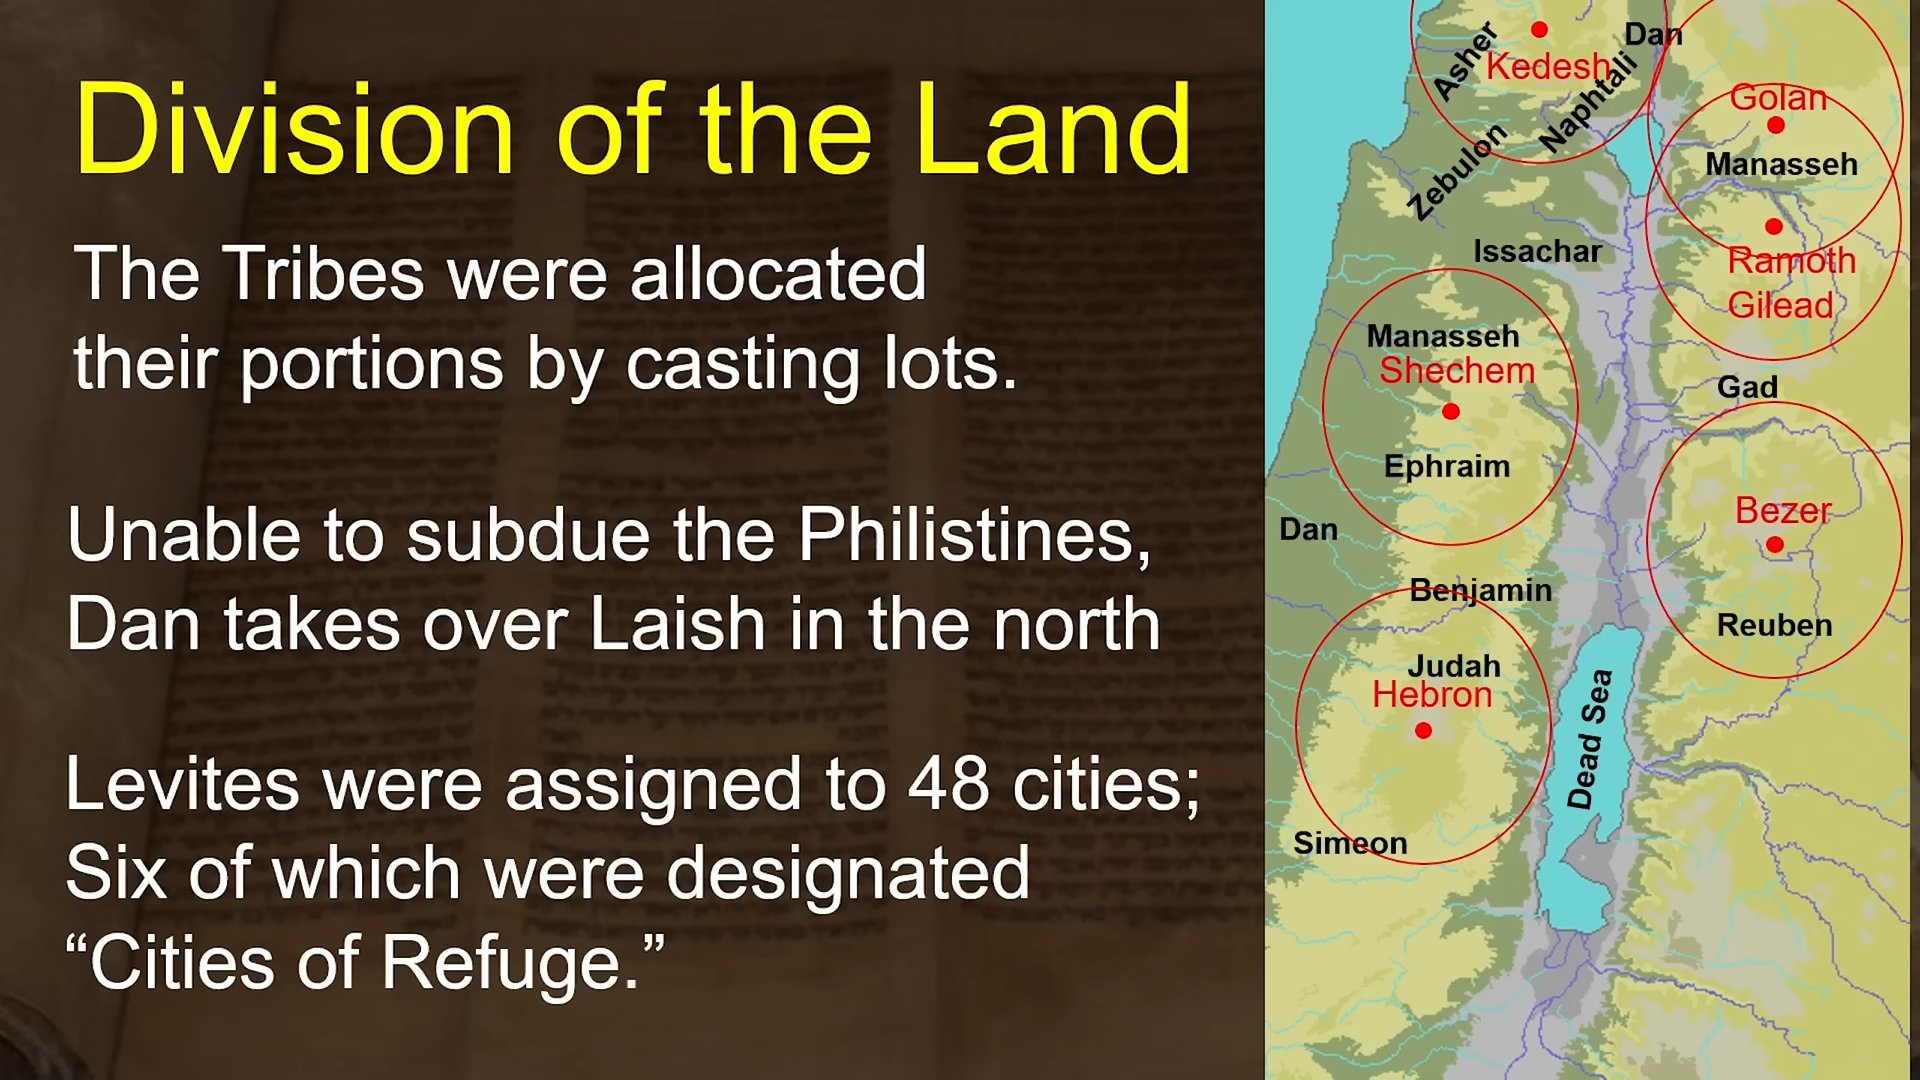 Division of the Land
The Tribes were allocated
their portions by casting lots.
Unable to subdue the Philistines,
Dan takes over Laish in the north
Levites were assigned to 48 cities;
Six of which were designated
“Cities of Refuge.”
Dan
Asher
Kedesh
Naphtali
Golan
Zebulon
Manasseh
Issachar
Ramoth
Gilead
Manasseh
Shechem
Gad
Ephraim
Bezer
Dan
Benjamin
Reuben
Judah
Hebron
Dead Sea
Simeon